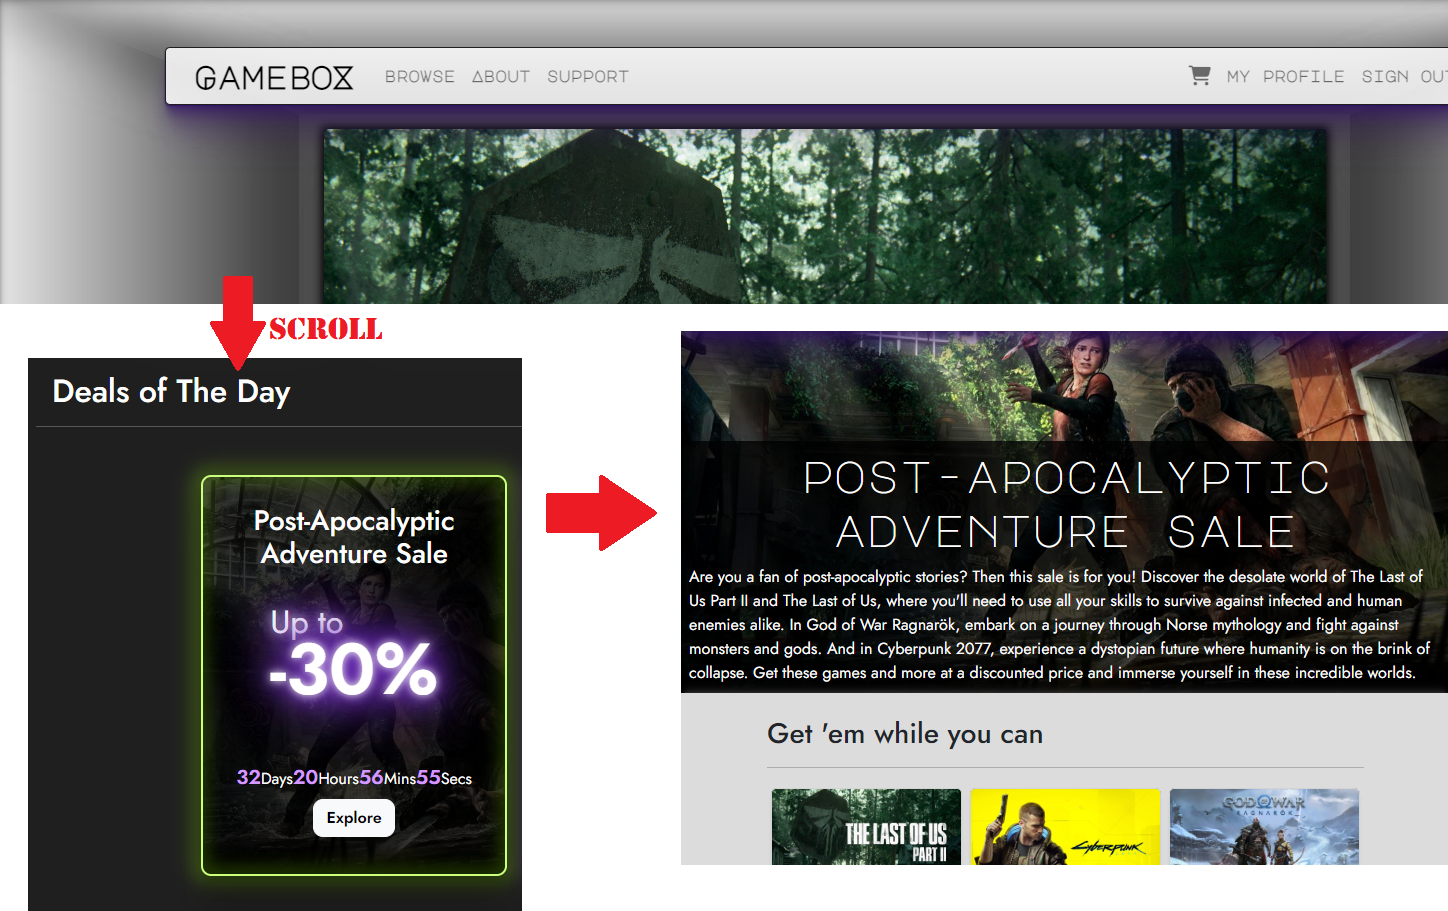 GAMEBOX BROWSE ABOUT SUPPORT MY PROFILE SIGN OUT
SCROLL
Deals of The Day
Post-Apocalyptic
Adventure Sale
Up to
-30%
32Days20Hours56Mins55Secs
Explore
POST-APOCALYPTIC
ADVENTURE SALE
Are you a fan of post-apocalyptic stories? Then this sale is for you! Discover the desolate world of The Last of
Us Part II and The Last of Us, where you'll need to use all your skills to survive against infected and human
enemies alike. In God of War Ragnarök, embark on a journey through Norse mythology and fight against
monsters and gods. And in Cyberpunk 2077, experience a dystopian future where humanity is on the brink of
collapse. Get these games and more at a discounted price and immerse yourself in these incredible worlds.
Get 'em while you can
THE LAST OF US
PART II
CYBERPUNK
GOD OF WAR
RAGNARÖK